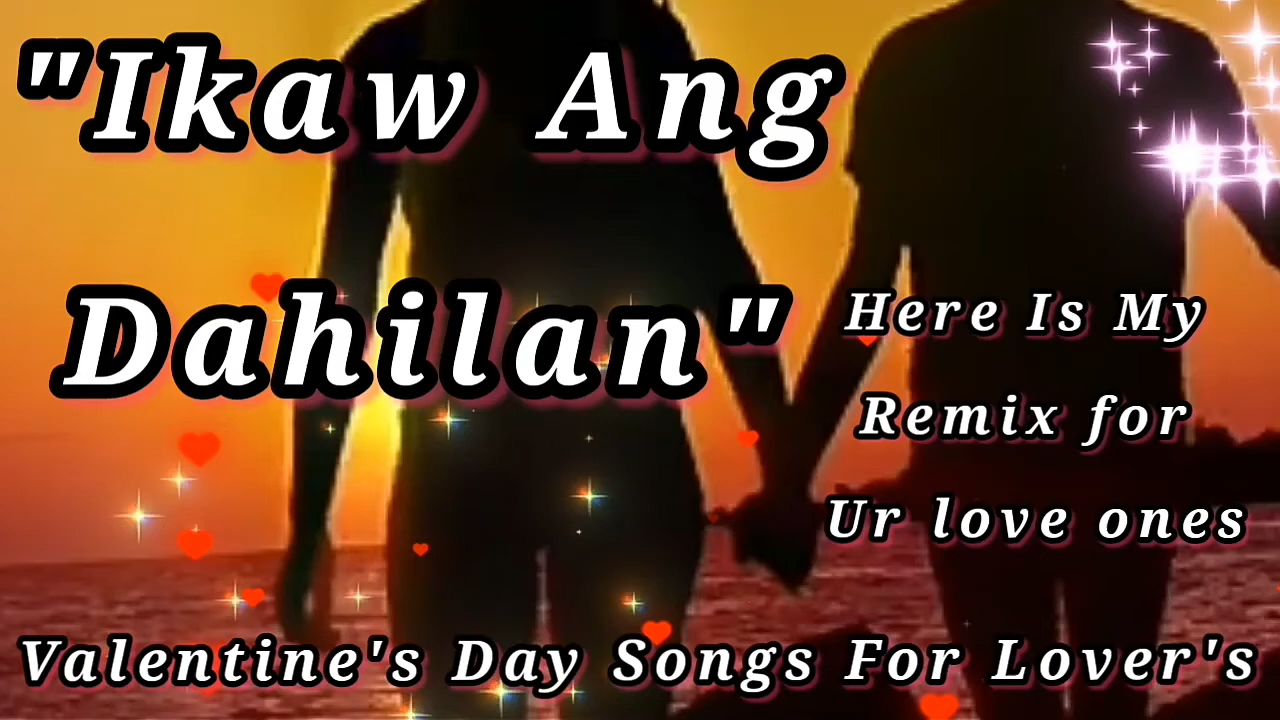 "Ikaw Ang
Dahilan"
Here Is My
Remix for
Ur love ones
Valentine's Day Songs For Lover's